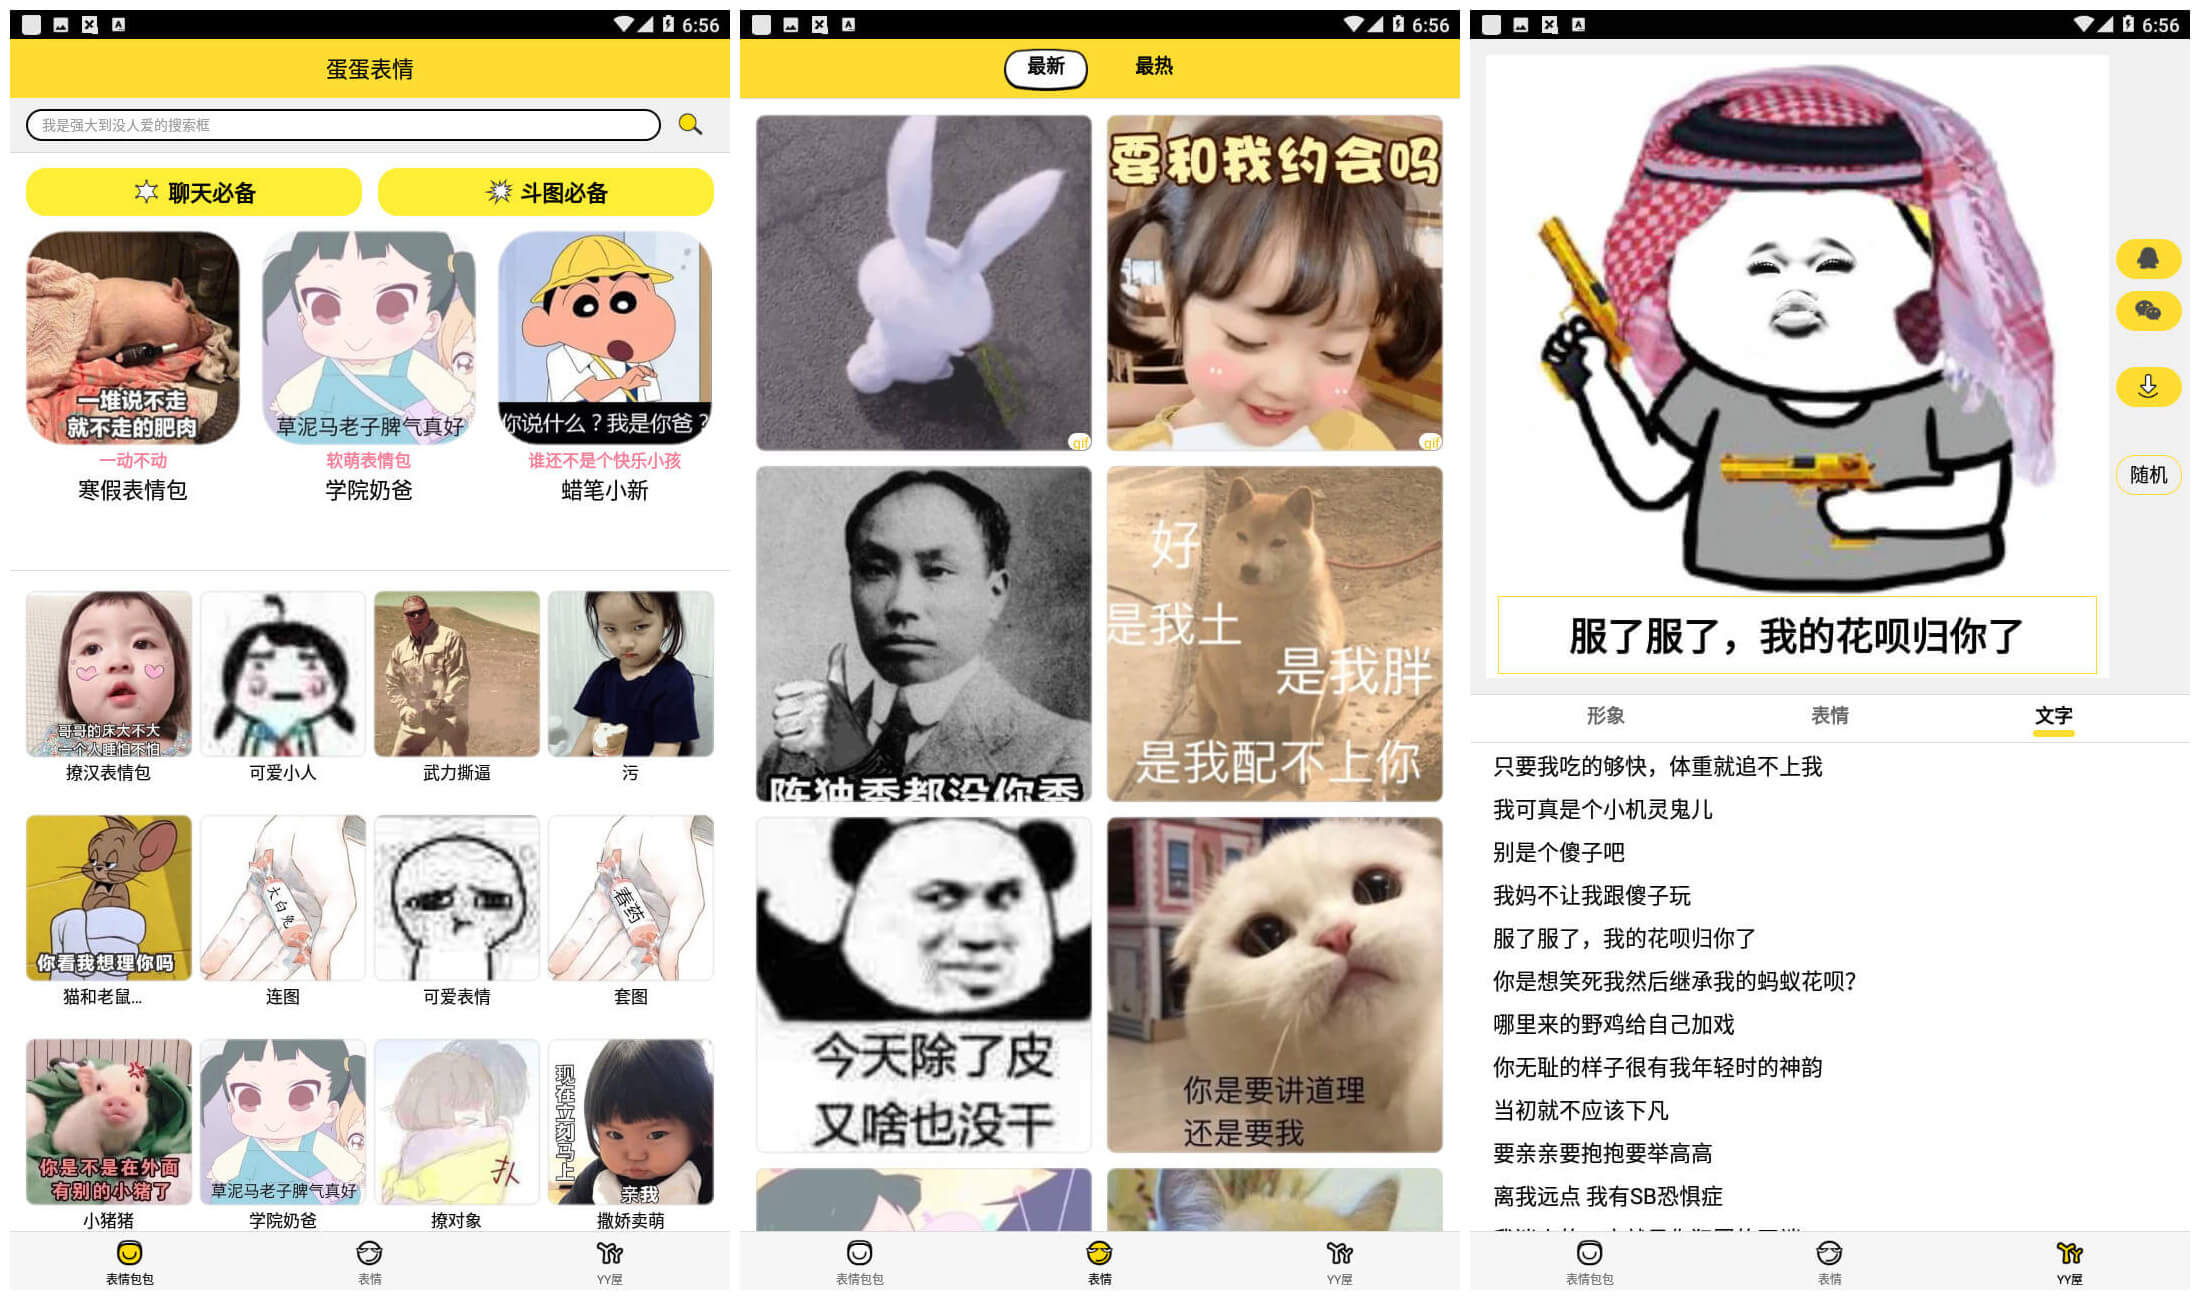 6:56
蛋蛋表情
我是强大到没人爱的搜索框
聊天必备
斗图必备
一堆说不走
就不走的肥肉
草泥马老子脾气真好
你说什么？我是你爸？
一动不动
软萌表情包
谁还不是个快乐小孩
寒假表情包
学院奶爸
蜡笔小新
哥哥的床大不大
一个人睡怕不怕
撩汉表情包
可爱小人
武力撕逼
污
你看我想理你吗
大白兔
春药
猫和老鼠...
连图
可爱表情
套图
你是不是在外面
有别的小猪了
草泥马老子脾气真好
扑
现在立刻马上
亲我
小猪猪
学院奶爸
撩对象
撒娇卖萌
表情包包
表情
YY屋
6:56
最新
最热
gif
要和我约会吗
gif
陈独秀都没你秀
好
是我土
是我胖
是我配不上你
今天除了皮
又啥也没干
你是要讲道理
还是要我
表情包包
表情
YY屋
6:56
随机
服了服了，我的花呗归你了
形象
表情
文字
只要我吃的够快，体重就追不上我
我可真是个小机灵鬼儿
别是个傻子吧
我妈不让我跟傻子玩
服了服了，我的花呗归你了
你是想笑死我然后继承我的蚂蚁花呗?
哪里来的野鸡给自己加戏
你无耻的样子很有我年轻时的神韵
当初就不应该下凡
要亲亲要抱抱要举高高
离我远点 我有SB恐惧症
表情包包
表情
YY屋